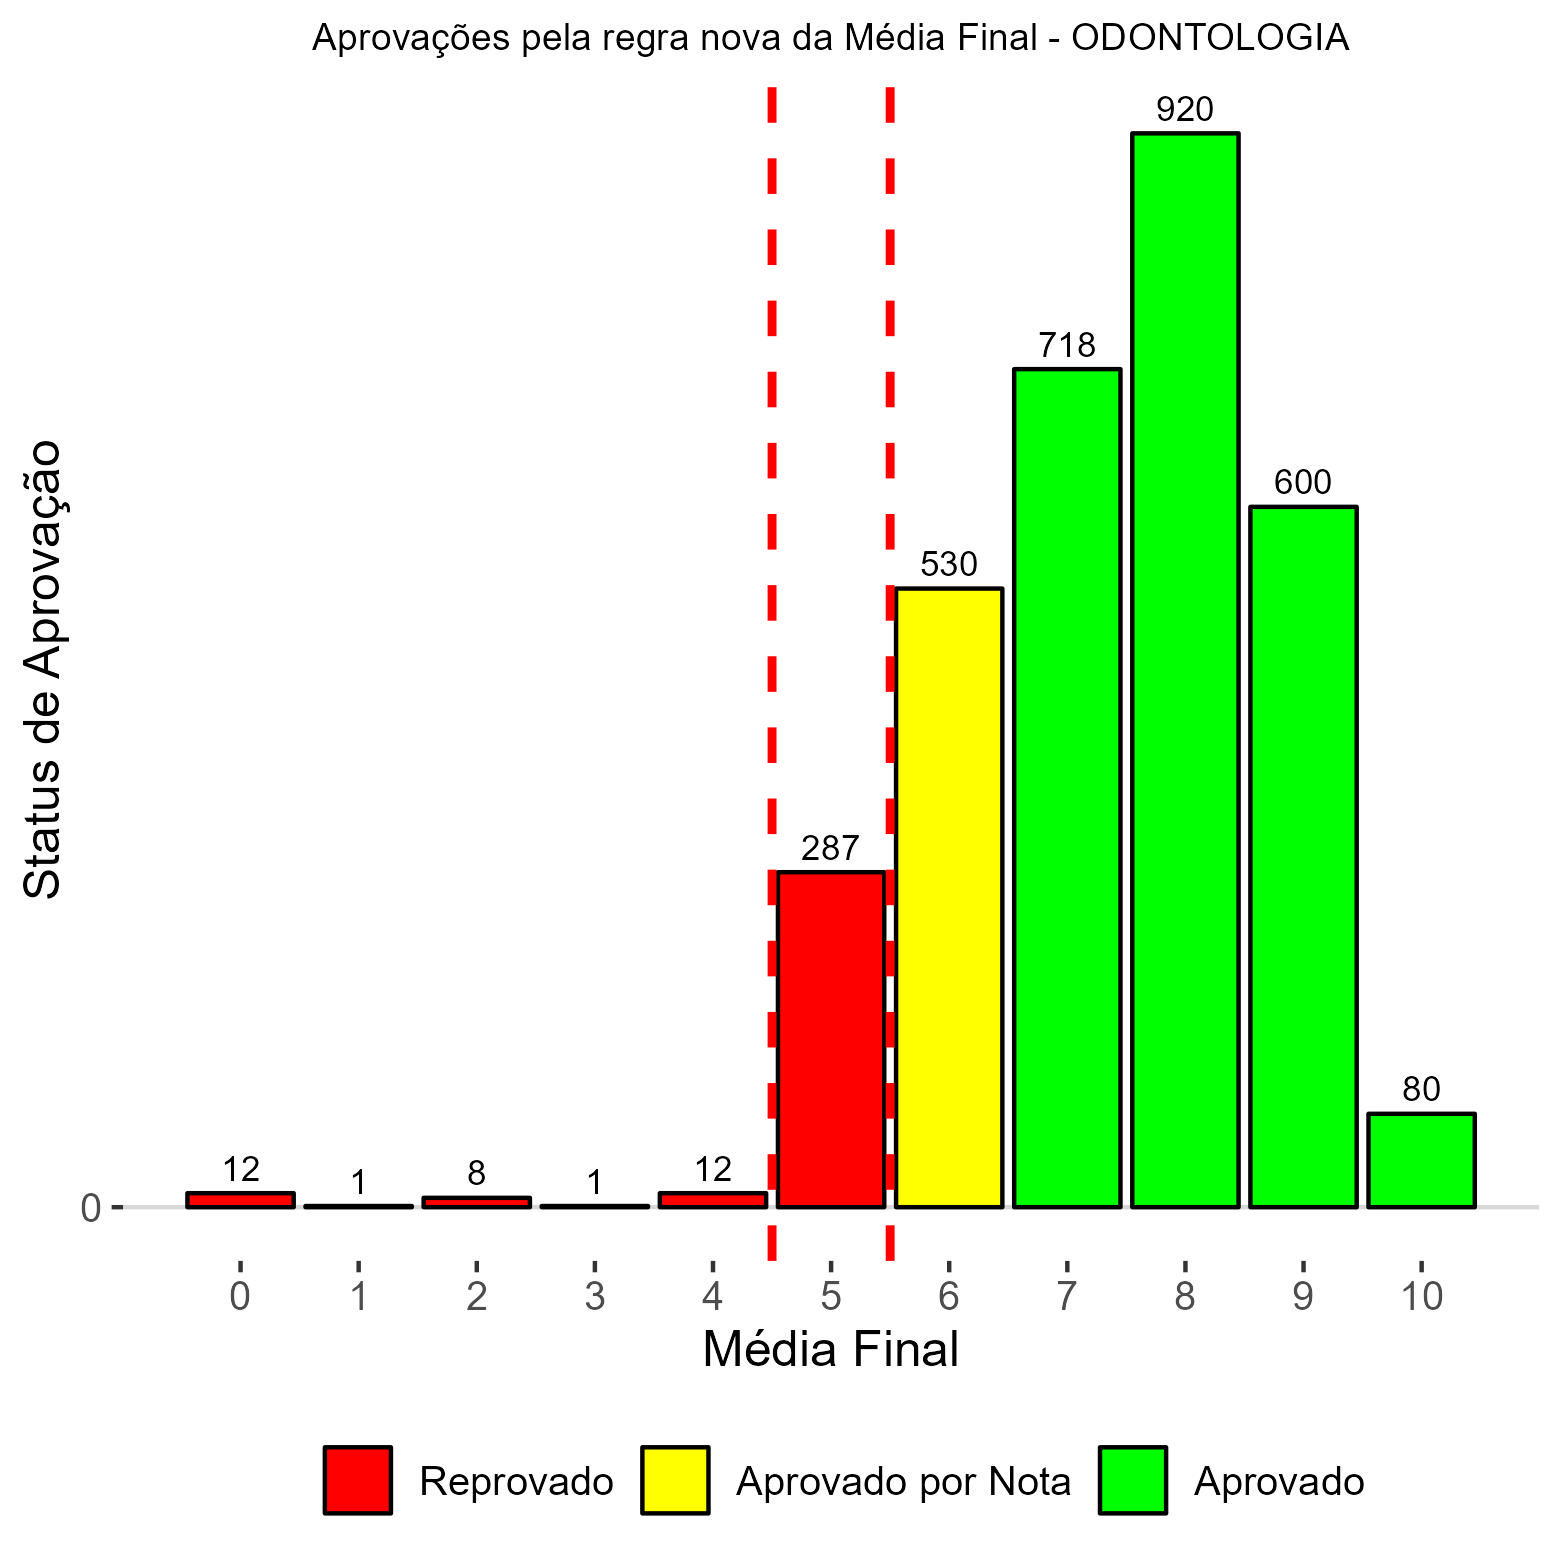 Aprovações pela regra nova da Média Final - ODONTOLOGIA
920
718
600
530
287
80
12
1
8
1
12
Status de Aprovação
0
0 1 2 3 4 5 6 7 8 9 10
Média Final
Reprovado Aprovado por Nota Aprovado